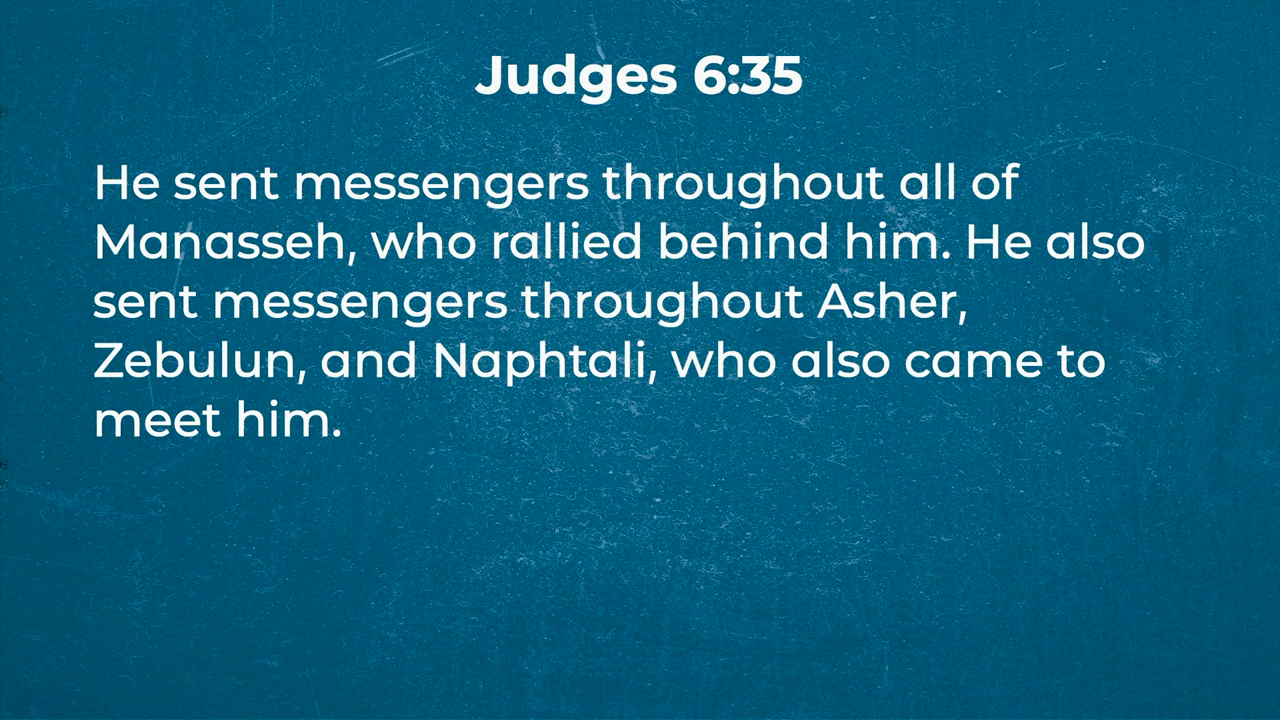 Judges 6:35
He sent messengers throughout all of
Manasseh, who rallied behind him. He also
sent messengers throughout Asher,
Zebulun, and Naphtali, who also came to
meet him.